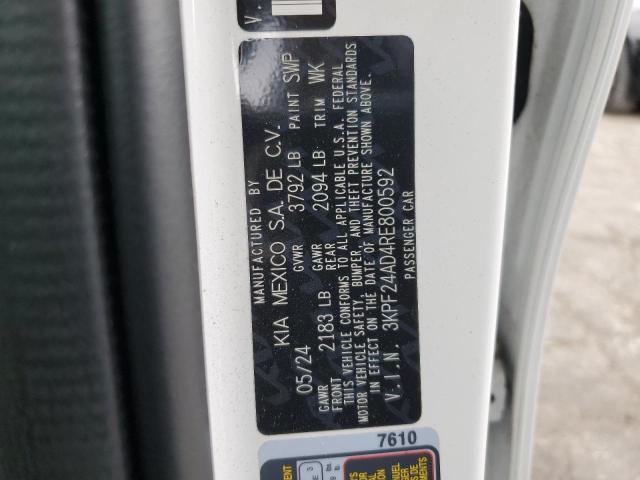 V.
MANUFACTURED BY
KIA MEXICO S.A. DE C.V.
05/24 GVWR 3792 LB PAINT SWP
GAWR FRONT 2183 LB GAWR REAR 2094 LB TRIM WK
THIS VEHICLE CONFORMS TO ALL APPLICABLE U.S.A. FEDERAL
MOTOR VEHICLE SAFETY, BUMPER, AND THEFT PREVENTION STANDARDS
IN EFFECT ON THE DATE OF MANUFACTURE SHOWN ABOVE.
V.I.N. 3KPF24AD4RE800592
PASSENGER CAR
7610